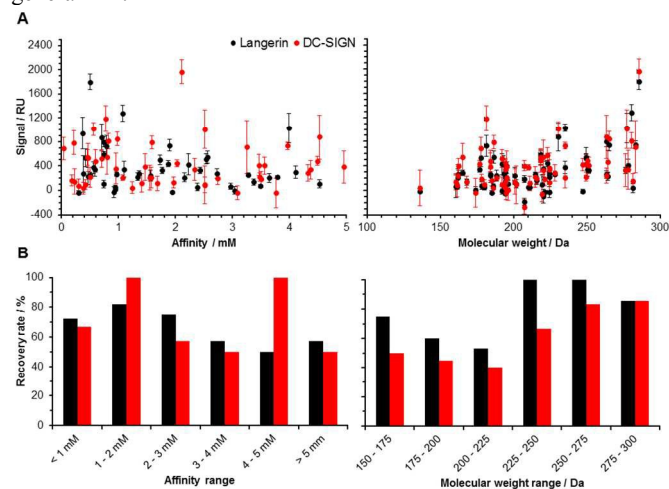 A
Langerin DC-SIGN
Signal / RU
2400
2000
1600
1200
800
400
0
-400
0 1 2 3 4 5
Affinity / mM
100 150 200 250 300
Molecular weight / Da
B
Recovery rate / %
100
80
60
40
20
0
< 1 mM
1 - 2 mM
2 - 3 mM
3 - 4 mM
4 - 5 mM
> 5 mm
Affinity range
150 - 175
175 - 200
200 - 225
225 - 250
250 - 275
275 - 300
Molecular weight range / Da